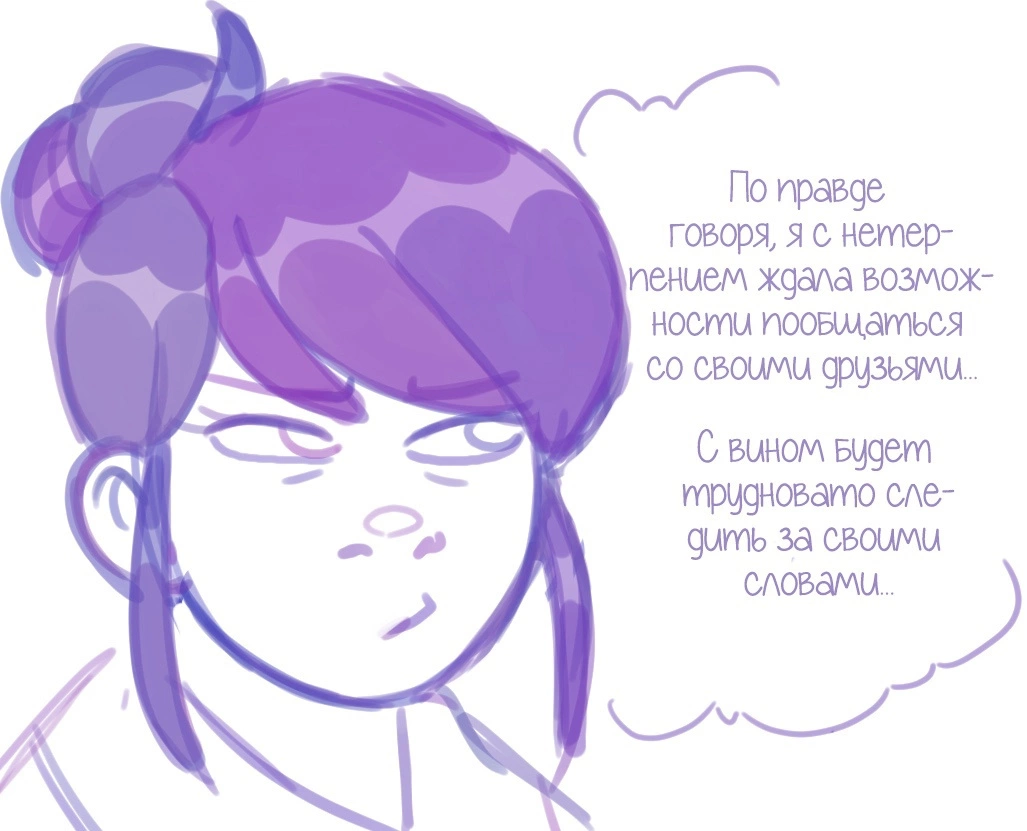 По правде
говоря, я с нетер-
пением ждала возмож-
ности пообщаться
со своими друзьями...
С вином будет
трудновато сле-
дить за своими
словами...